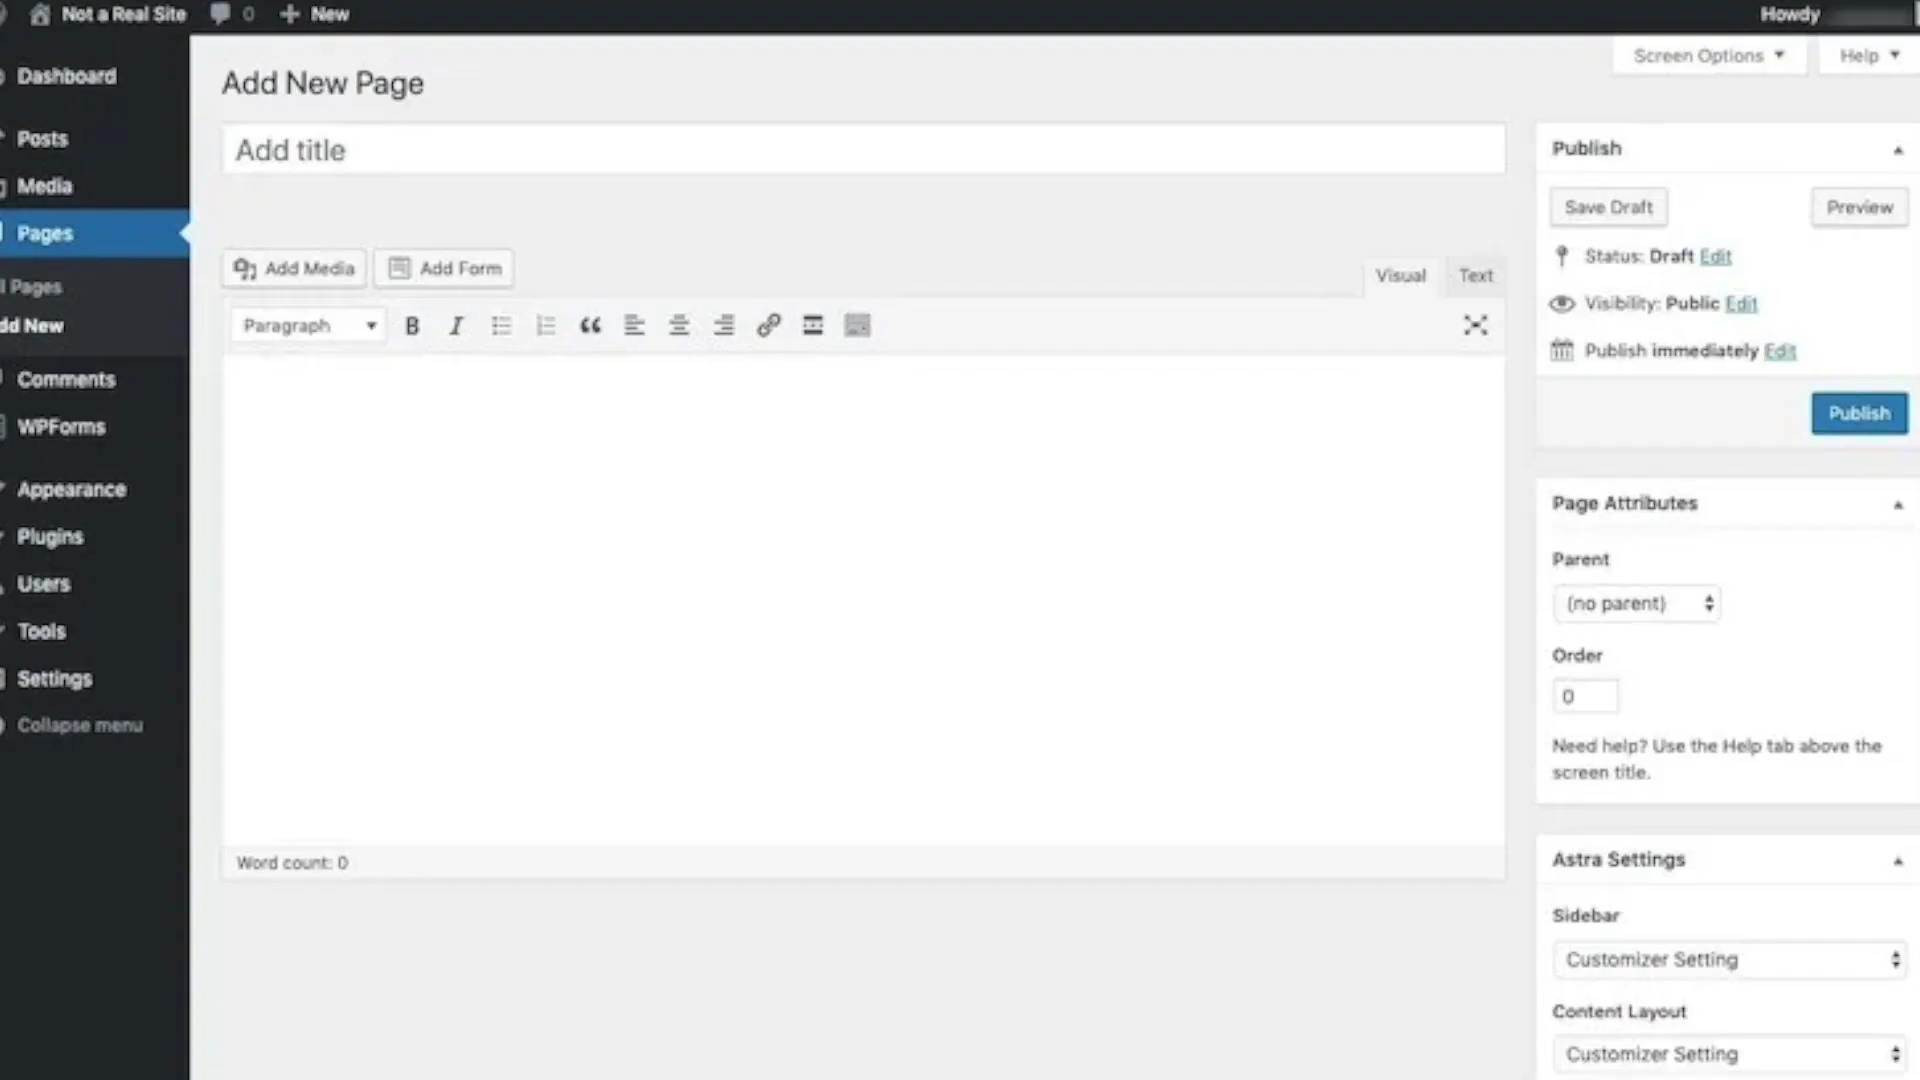 Not a Real Site 0 New Howdy
Screen Options Help
Dashboard
Posts
Media
Pages
Pages
Add New
Comments
WPForms
Appearance
Plugins
Users
Tools
Settings
Collapse menu
Add New Page
Add title
Add Media Add Form
Visual Text
Paragraph
Word count: 0
Publish
Save Draft Preview
Status: Draft Edit
Visibility: Public Edit
Publish immediately Edit
Publish
Page Attributes
Parent
(no parent)
Order
0
Need help? Use the Help tab above the
screen title.
Astra Settings
Sidebar
Customizer Setting
Content Layout
Customizer Setting